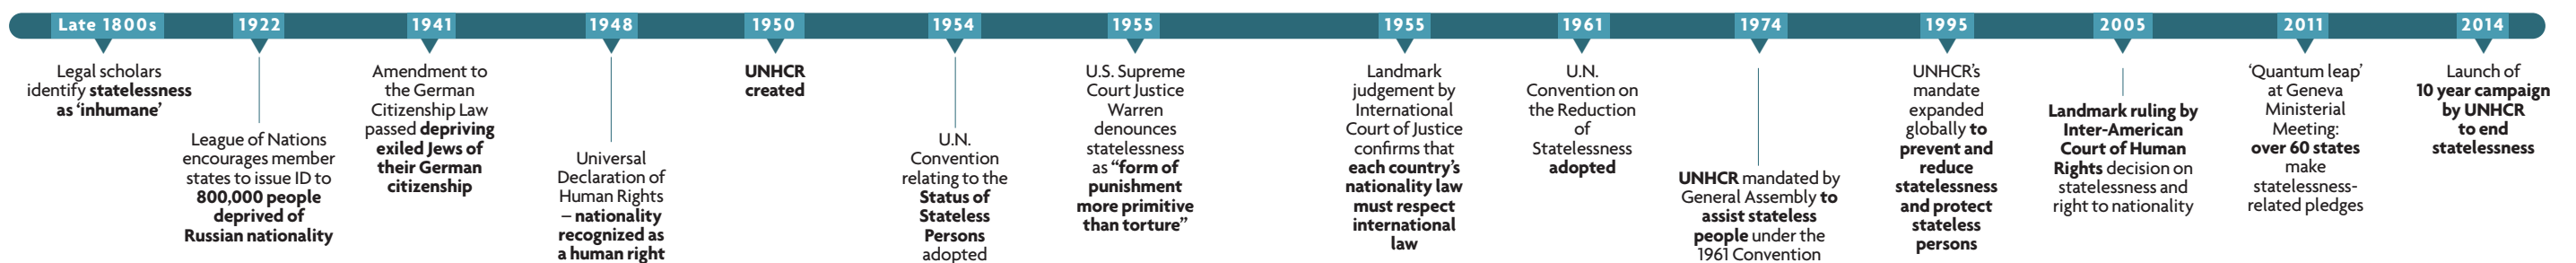 Late 1800s
Legal scholars
identify statelessness
as ‘inhumane’
1922
League of Nations
encourages member
states to issue ID to
800,000 people
deprived of
Russian nationality
1941
Amendment to
the German
Citizenship Law
passed depriving
exiled Jews of
their German
citizenship
1948
Universal
Declaration of
Human Rights
– nationality
recognized as
a human right
1950
UNHCR
created
1954
U.N.
Convention
relating to the
Status of
Stateless
Persons
adopted
1955
U.S. Supreme
Court Justice
Warren
denounces
statelessness
as “form of
punishment
more primitive
than torture”
1955
Landmark
judgement by
International
Court of Justice
confirms that
each country’s
nationality law
must respect
international
law
1961
U.N.
Convention on
the Reduction
of
Statelessness
adopted
1974
UNHCR mandated by
General Assembly to
assist stateless
people under the
1961 Convention
1995
UNHCR’s
mandate
expanded
globally to
prevent and
reduce
statelessness
and protect
stateless
persons
2005
Landmark ruling by
Inter-American
Court of Human
Rights decision on
statelessness and
right to nationality
2011
‘Quantum leap’
at Geneva
Ministerial
Meeting:
over 60 states
make
statelessness-
related pledges
2014
Launch of
10 year campaign
by UNHCR
to end
statelessness